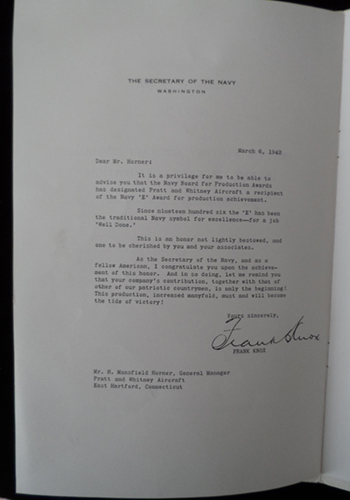 THE SECRETARY OF THE NAVY
WASHINGTON
March 6, 1942
Dear Mr. Horner:
It is a privilege for me to be able to
advise you that the Navy Board for Production Awards
has designated Pratt and Whitney Aircraft a recipient
of the Navy "E" Award for production achievement.
Since nineteen hundred six the "E" has been
the traditional Navy symbol for excellence--for a job
"Well Done."
This is an honor not lightly bestowed, and
one to be cherished by you and your associates.
As the Secretary of the Navy, and as a
fellow American, I congratulate you upon the achieve-
ment of this honor. And in so doing, let me remind you
that your company's contribution, together with that of
other of our patriotic countrymen, is only the beginning!
This production, increased manyfold, must and will become
the tide of victory!
Yours sincerely,
Frank Knox
FRANK KNOX
Mr. H. Mansfield Horner, General Manager
Pratt and Whitney Aircraft
East Hartford, Connecticut